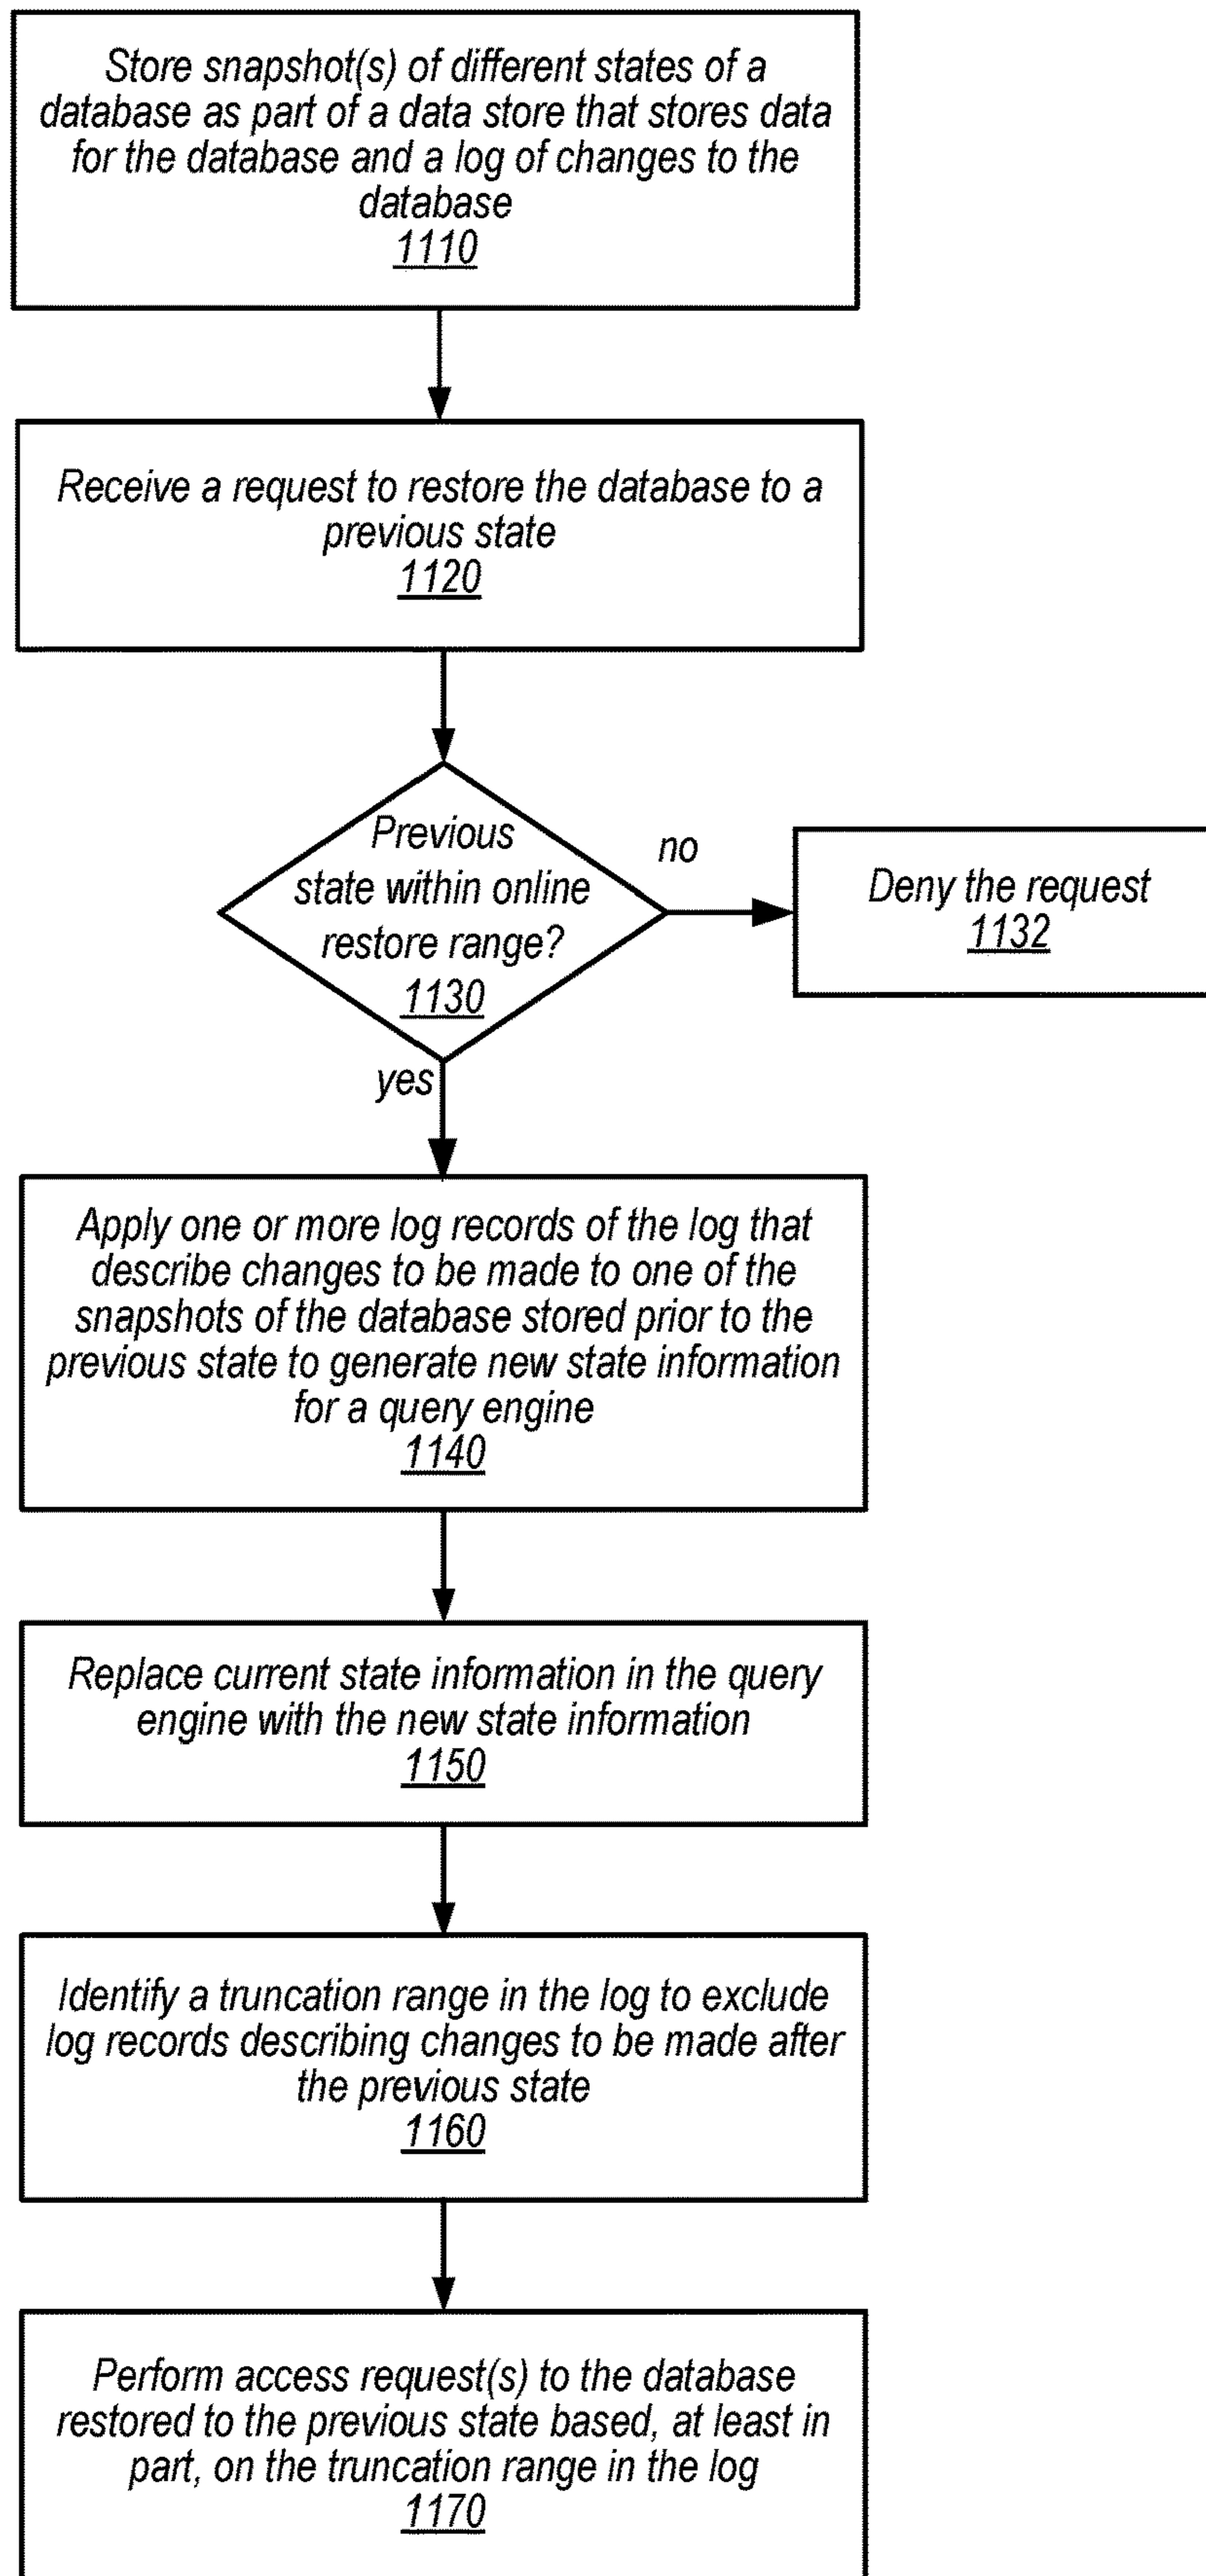 Store snapshot(s) of different states of a
database as part of a data store that stores data
for the database and a log of changes to the
database
1110
Receive a request to restore the database to a
previous state
1120
Previous
state within online
restore range?
1130
no
Deny the request
1132
yes
Apply one or more log records of the log that
describe changes to be made to one of the
snapshots of the database stored prior to the
previous state to generate new state information
for a query engine
1140
Replace current state information in the query
engine with the new state information
1150
Identify a truncation range in the log to exclude
log records describing changes to be made after
the previous state
1160
Perform access request(s) to the database
restored to the previous state based, at least in
part, on the truncation range in the log
1170